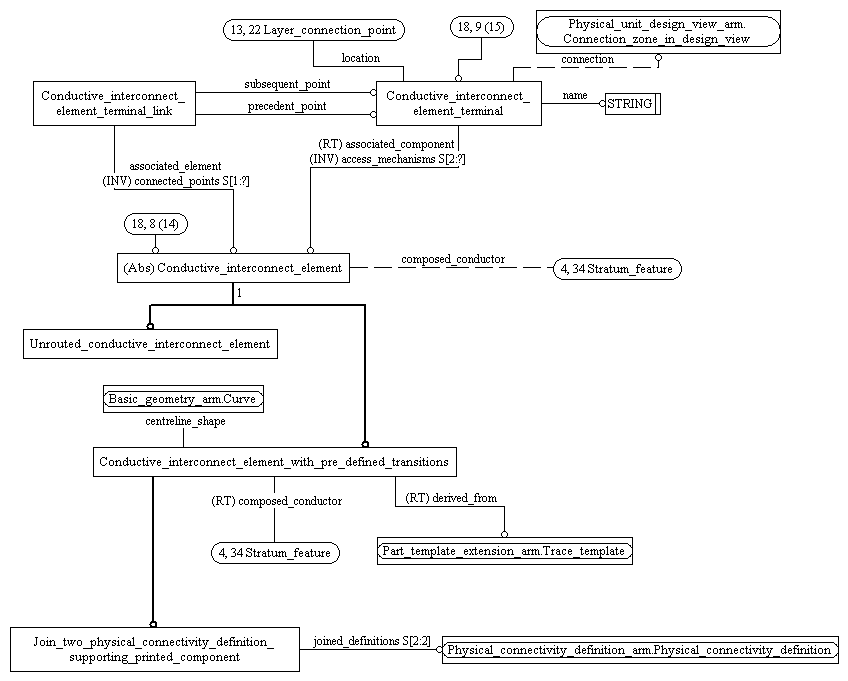 13, 22 Layer_connection_point
18, 9 (15)
Physical_unit_design_view_arm.
Connection_zone_in_design_view
location
connection
subsequent_point
Conductive_interconnect_
element_terminal_link
Conductive_interconnect_
element_terminal
name
STRING
precedent_point
(RT) associated_component
(INV) access_mechanisms S[2:?]
associated_element
(INV) connected_points S[1:?]
18, 8 (14)
(Abs) Conductive_interconnect_element
composed_conductor
4, 34 Stratum_feature
1
Unrouted_conductive_interconnect_element
Basic_geometry_arm.Curve
centreline_shape
Conductive_interconnect_element_with_pre_defined_transitions
(RT) composed_conductor
(RT) derived_from
4, 34 Stratum_feature
Part_template_extension_arm.Trace_template
Join_two_physical_connectivity_definition_
supporting_printed_component
joined_definitions S[2:2]
Physical_connectivity_definition_arm.Physical_connectivity_definition